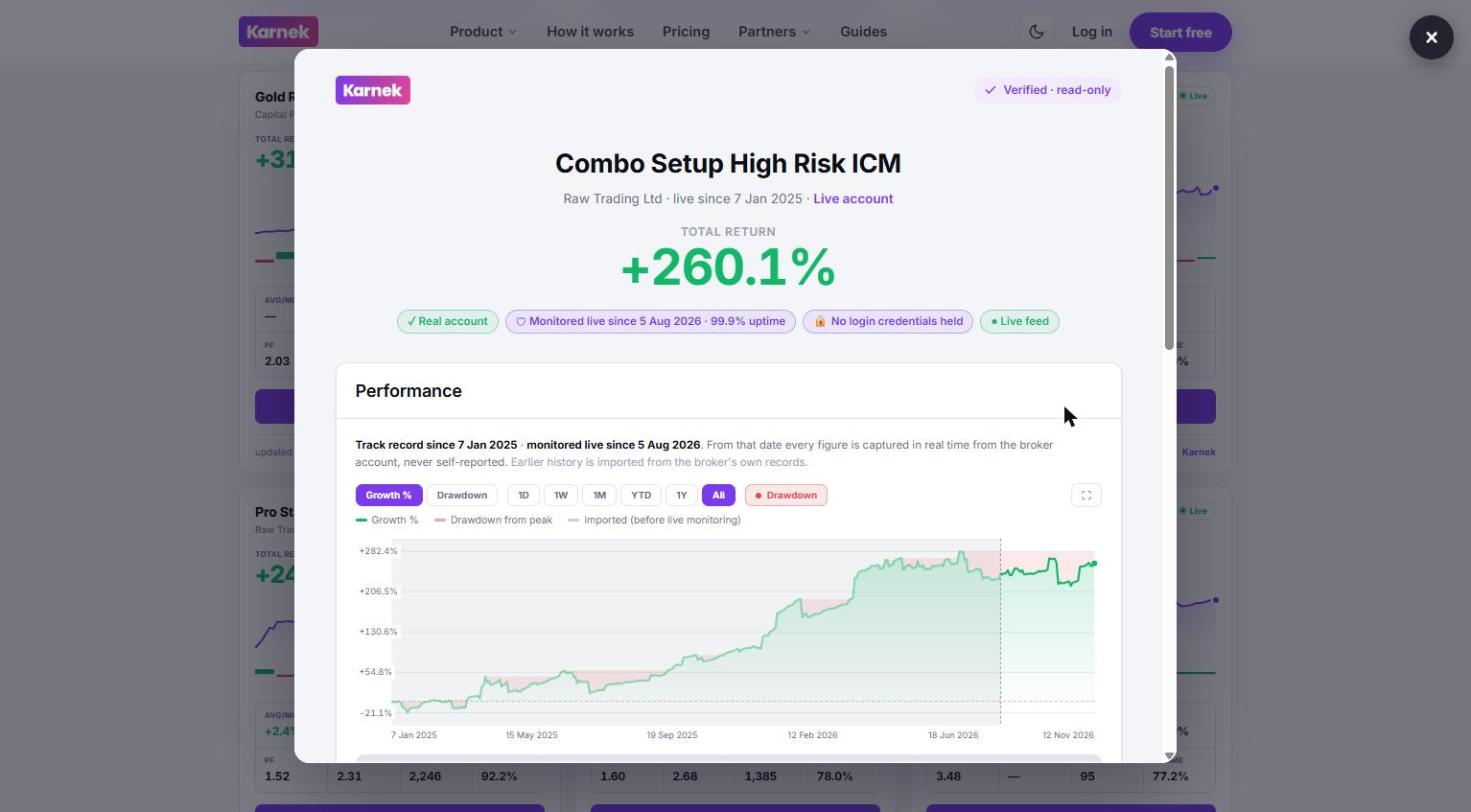 Karnek
Product
How it works
Pricing
Partners
Guides
Log in
Start free
Karnek
✓ Verified · read-only
Combo Setup High Risk ICM
Raw Trading Ltd · live since 7 Jan 2025 · Live account
TOTAL RETURN
+260.1%
✓ Real account
Monitored live since 5 Aug 2026 · 99.9% uptime
🔒 No login credentials held
● Live feed
Performance
Track record since 7 Jan 2025 · monitored live since 5 Aug 2026. From that date every figure is captured in real time from the broker
account, never self-reported. Earlier history is imported from the broker's own records.
Growth %
Drawdown
1D
1W
1M
YTD
1Y
All
● Drawdown
Growth %
Drawdown from peak
Imported (before live monitoring)
+282.4%
+206.5%
+130.6%
+54.8%
-21.1%
7 Jan 2025
15 May 2025
19 Sep 2025
12 Feb 2026
18 Jun 2026
12 Nov 2026
Gold
TOTAL
+31
AVG/MO
—
PF
2.03
updated
Live
Karnek
Pro
Raw
TOTAL
+24
AVG/MO
+2.4%
PF
1.52
2.31
2,246
92.2%
1.60
2.68
1,385
78.0%
3.48
—
95
77.2%
Live